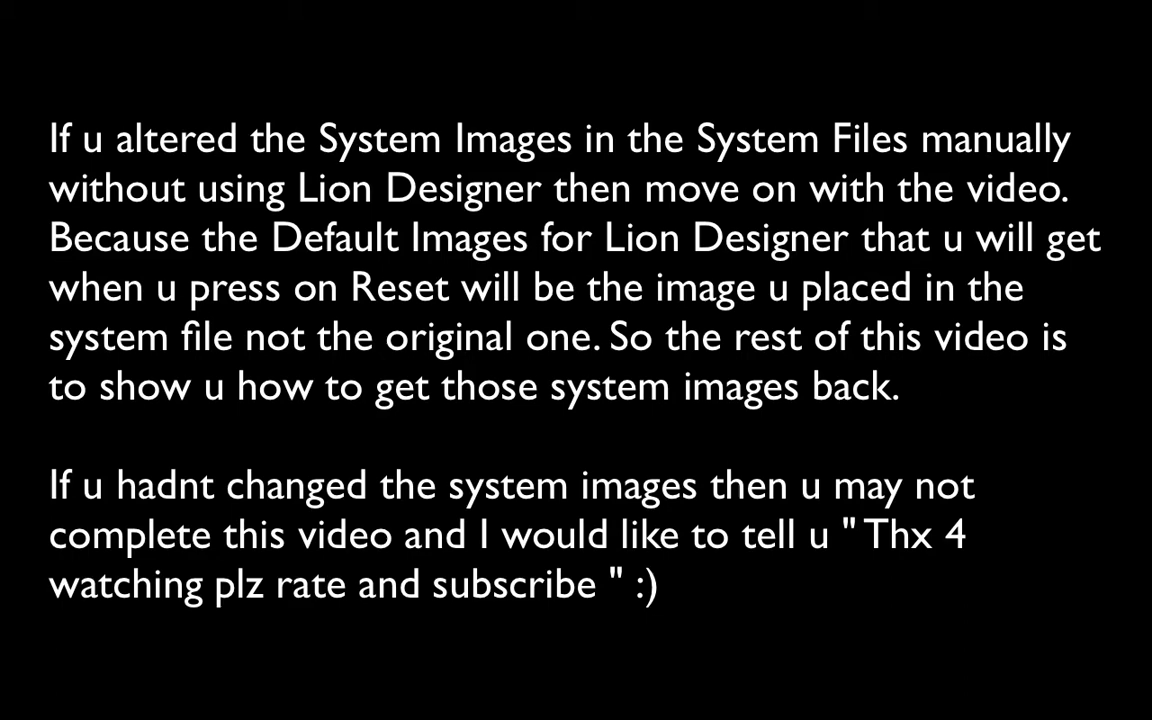 If u altered the System Images in the System Files manually
without using Lion Designer then move on with the video.
Because the Default Images for Lion Designer that u will get
when u press on Reset will be the image u placed in the
system file not the original one. So the rest of this video is
to show u how to get those system images back.
If u hadnt changed the system images then u may not
complete this video and I would like to tell u " Thx 4
watching plz rate and subscribe " :)